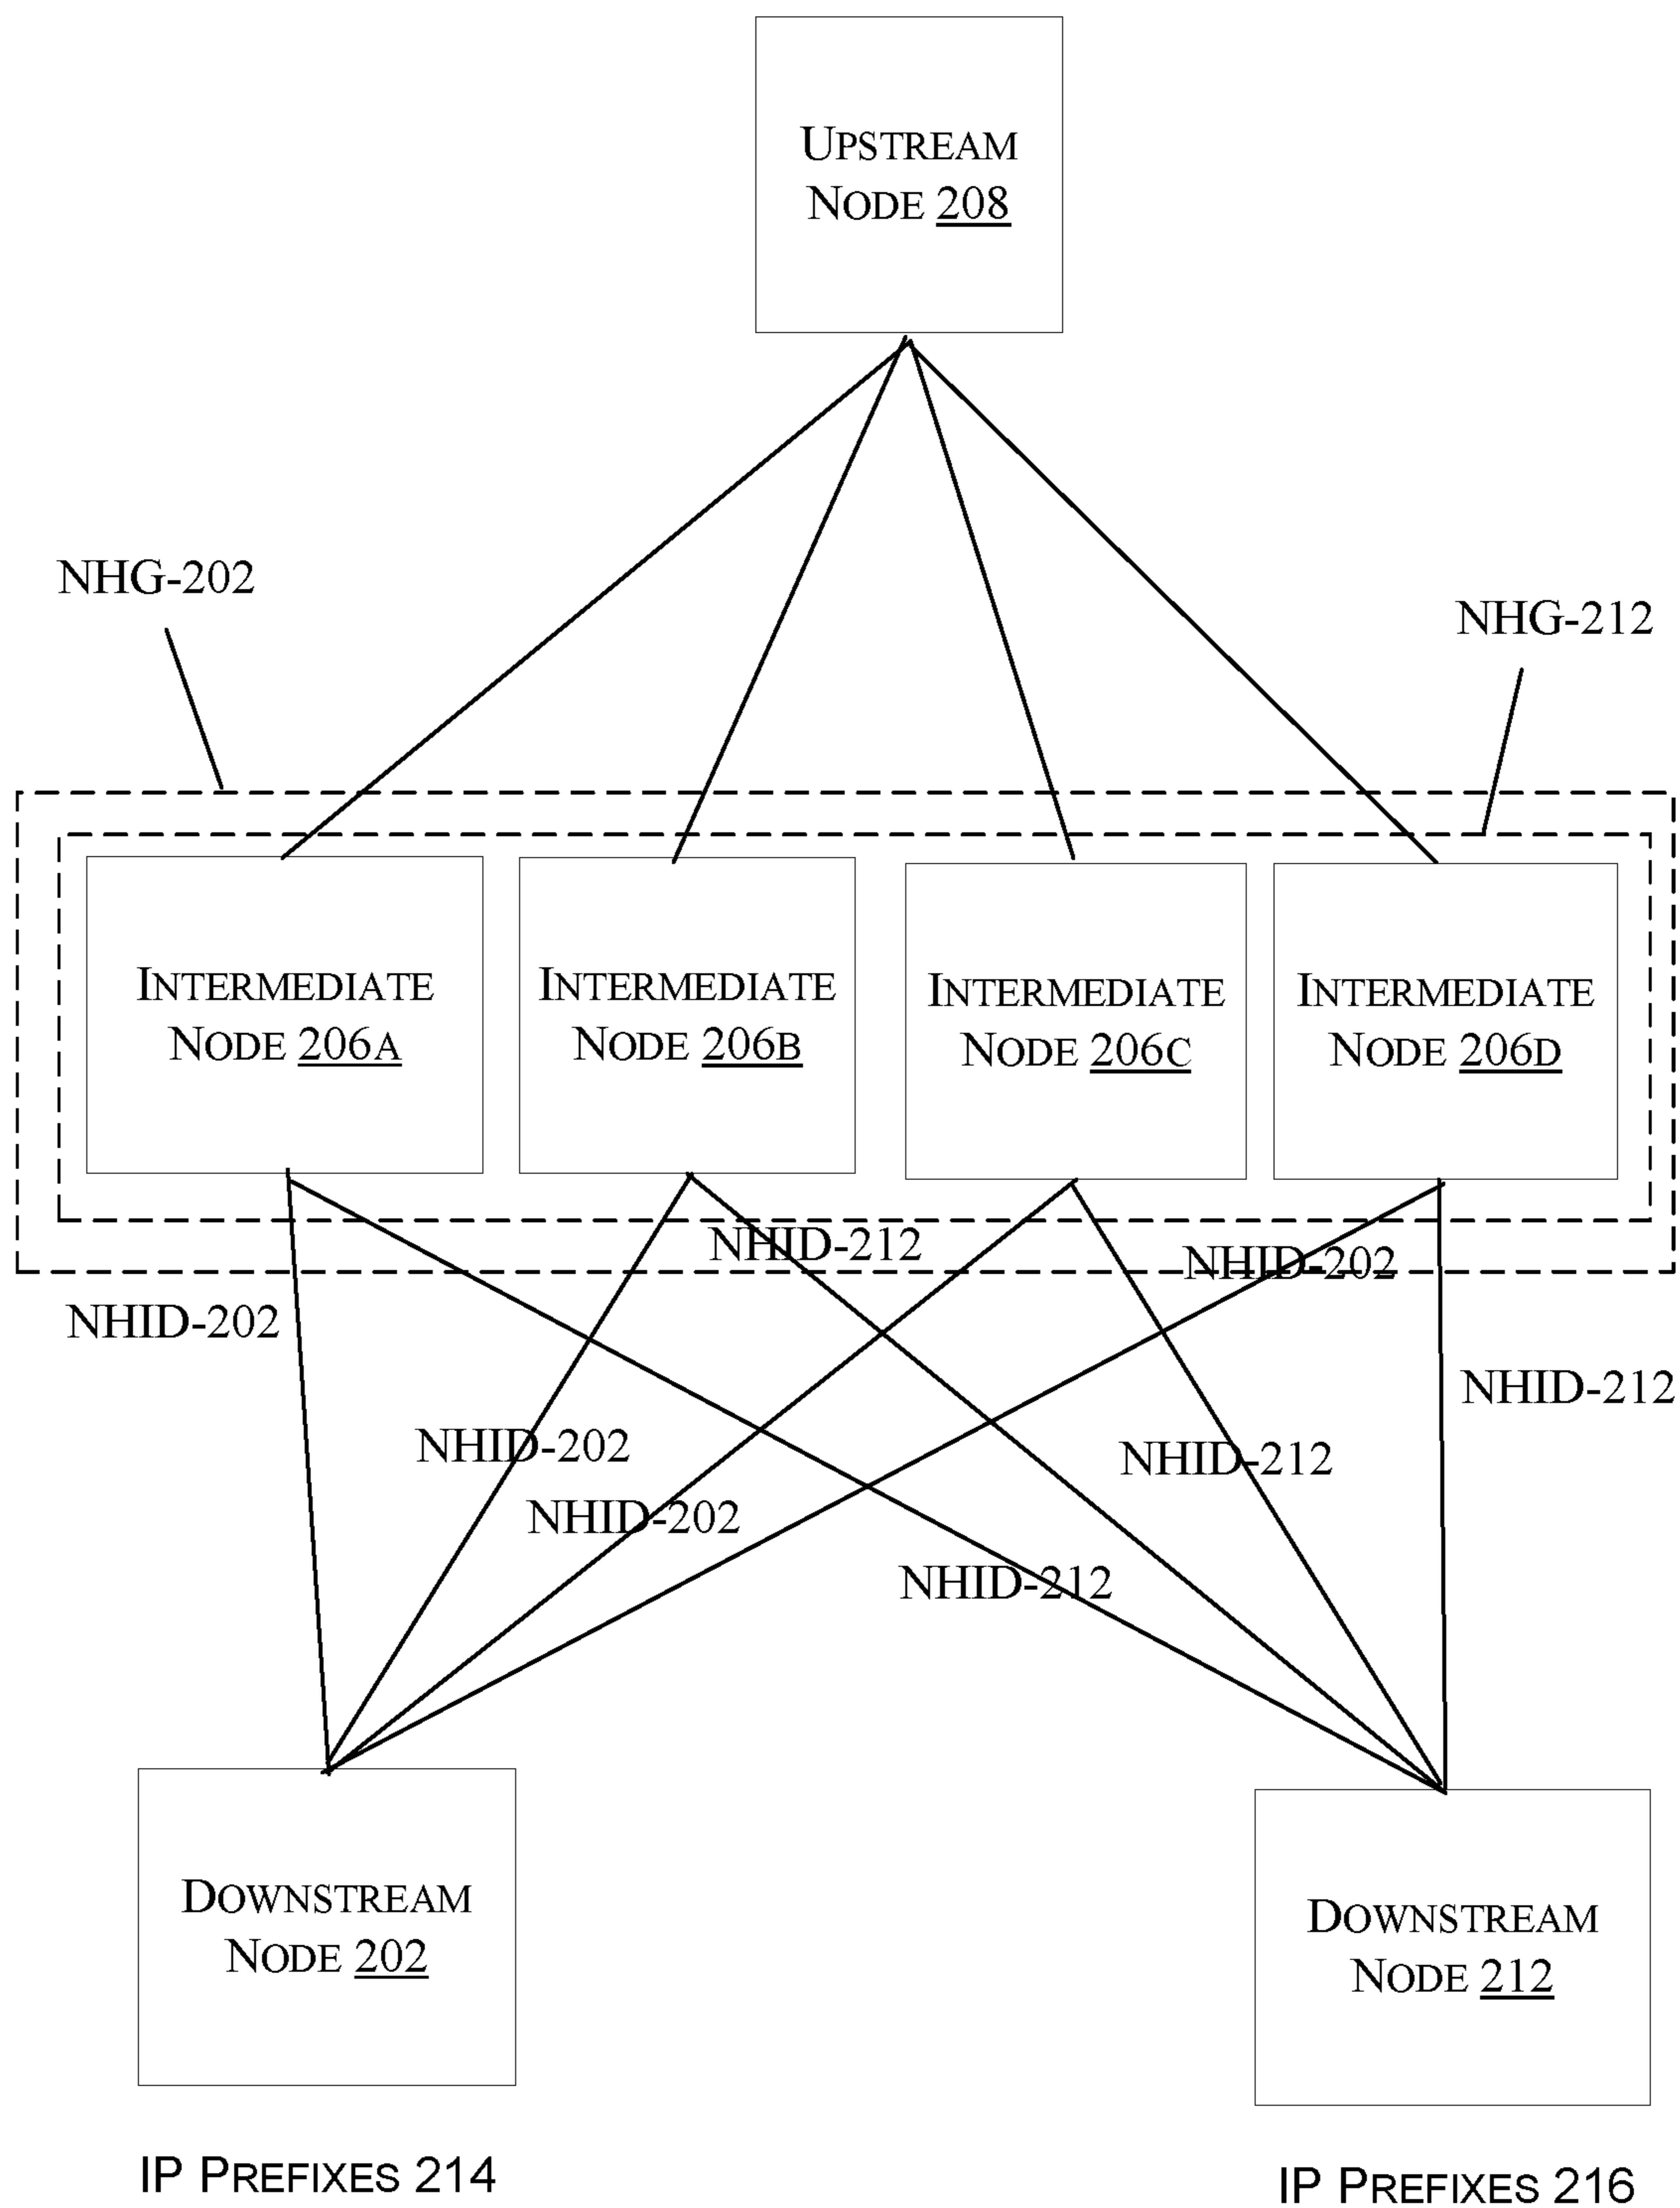 UPSTREAM
NODE 208
NHG-202
NHG-212
INTERMEDIATE
NODE 206A
INTERMEDIATE
NODE 206B
INTERMEDIATE
NODE 206C
INTERMEDIATE
NODE 206D
NHID-212
NHID-202
NHID-202
NHID-212
NHID-202
NHID-212
NHID-202
NHID-212
DOWNSTREAM
NODE 202
DOWNSTREAM
NODE 212
IP PREFIXES 214
IP PREFIXES 216